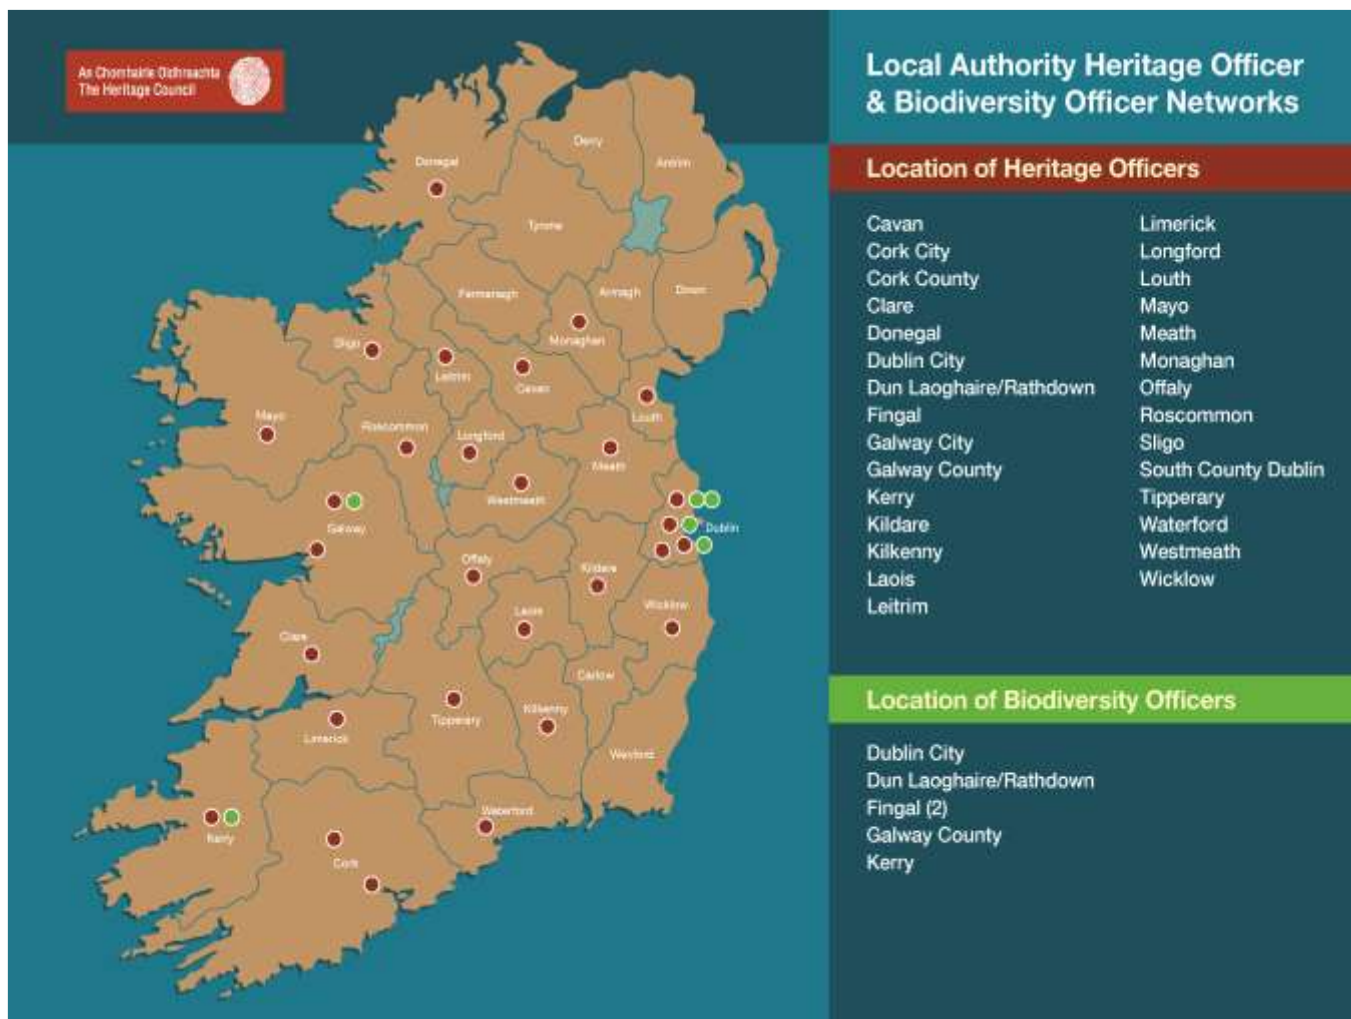 An Chomhairle Oidhreachta
The Heritage Council
Local Authority Heritage Officer
& Biodiversity Officer Networks
Location of Heritage Officers
Cavan
Cork City
Cork County
Clare
Donegal
Dublin City
Dun Laoghaire/Rathdown
Fingal
Galway City
Galway County
Kerry
Kildare
Kilkenny
Laois
Leitrim
Limerick
Longford
Louth
Mayo
Meath
Monaghan
Offaly
Roscommon
Sligo
South County Dublin
Tipperary
Waterford
Westmeath
Wicklow
Location of Biodiversity Officers
Dublin City
Dun Laoghaire/Rathdown
Fingal (2)
Galway County
Kerry
Derry
Donegal
Antrim
Tyrone
Fermanagh
Armagh
Down
Monaghan
Sligo
Leitrim
Cavan
Louth
Mayo
Roscommon
Longford
Meath
Westmeath
Galway
Dublin
Offaly
Kildare
Wicklow
Laois
Clare
Carlow
Tipperary
Kilkenny
Limerick
Wexford
Waterford
Kerry
Cork